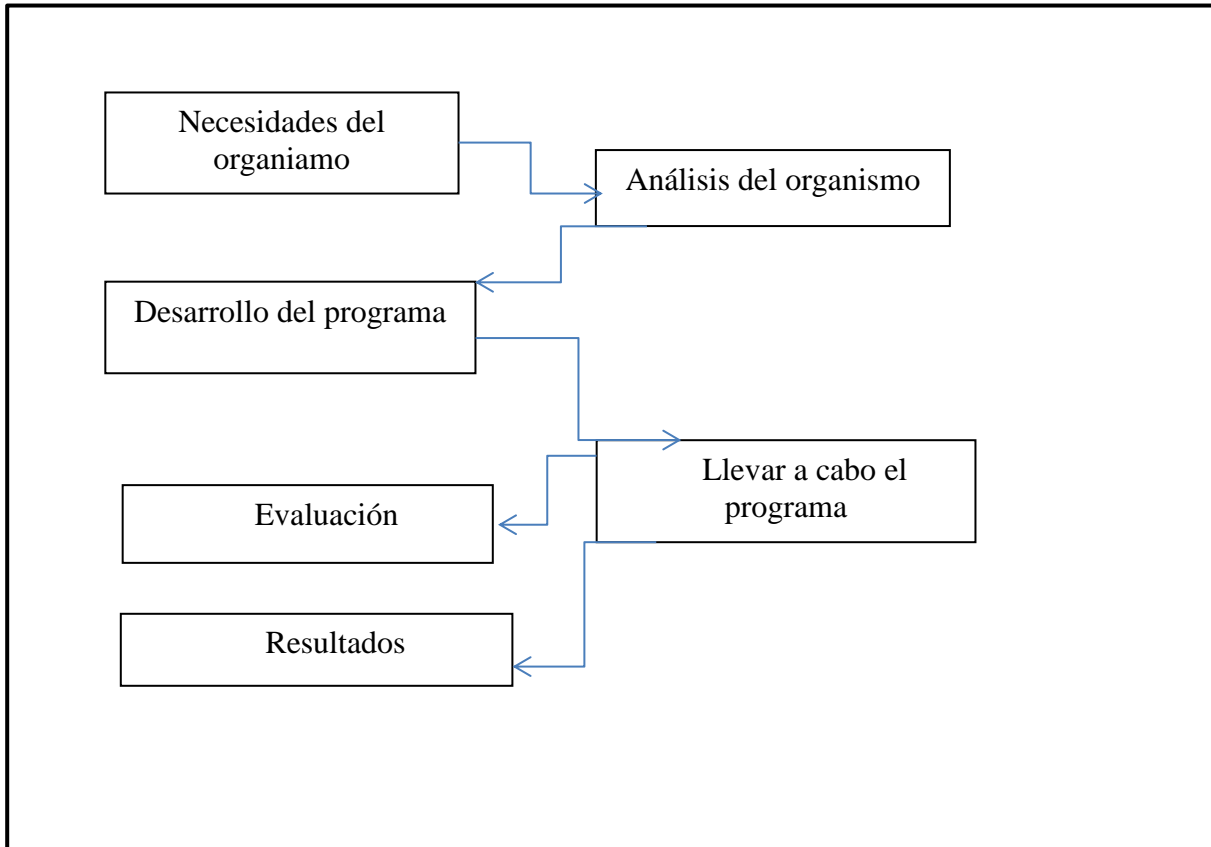 Necesidades del
organiamo
Análisis del organismo
Desarrollo del programa
Llevar a cabo el
programa
Evaluación
Resultados